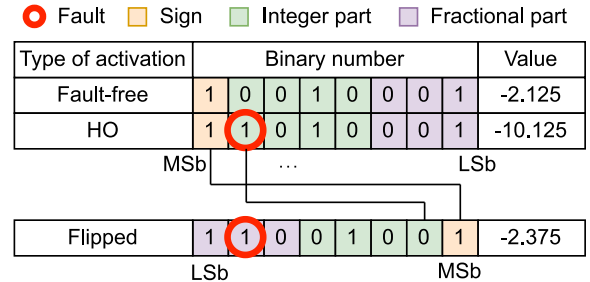 Fault Sign Integer part Fractional part
Type of activation Binary number Value
Fault-free 1 0 0 1 0 0 0 1 -2.125
HO 1 1 0 1 0 0 0 1 -10.125
MSb ... LSb
Flipped 1 1 0 0 1 0 0 1 -2.375
LSb MSb